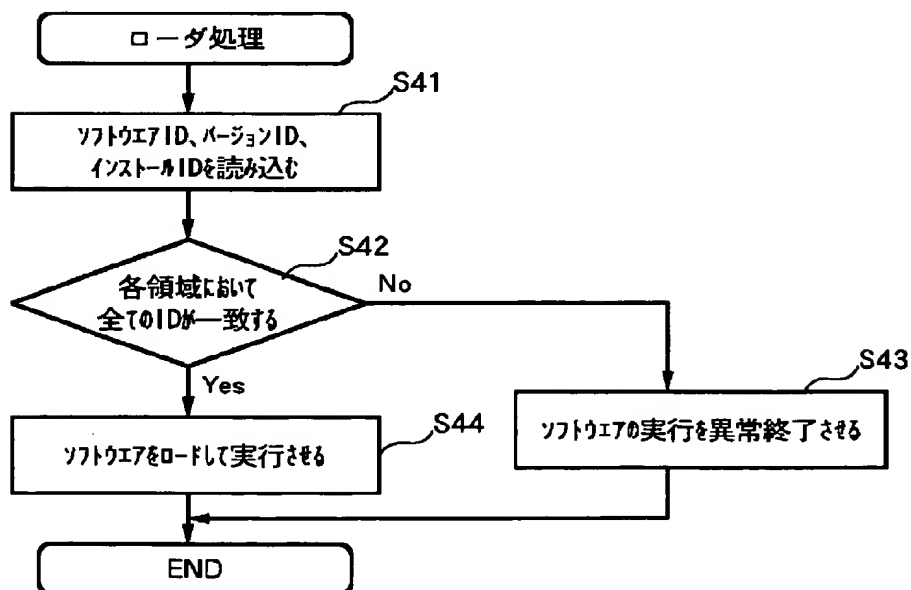 ローダ処理
S41
ソフトウエアID、バージョンID、
インストールIDを読み込む
S42
各領域において
全てのIDが一致する
No
Yes
S43
ソフトウエアの実行を異常終了させる
S44
ソフトウエアをロードして実行させる
END